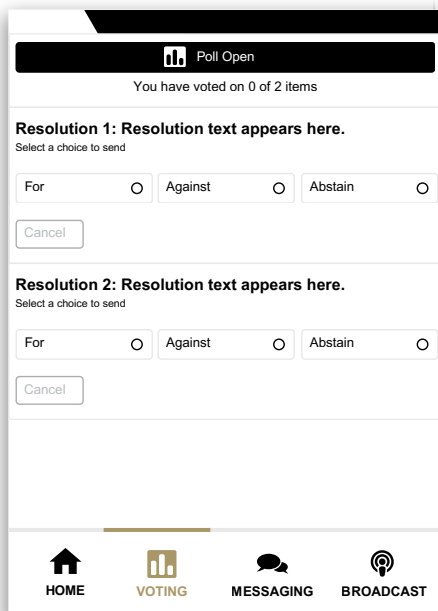 Poll Open
You have voted on 0 of 2 items
Resolution 1: Resolution text appears here.
Select a choice to send
For Against Abstain
Cancel
Resolution 2: Resolution text appears here.
Select a choice to send
For Against Abstain
Cancel
HOME VOTING MESSAGING BROADCAST